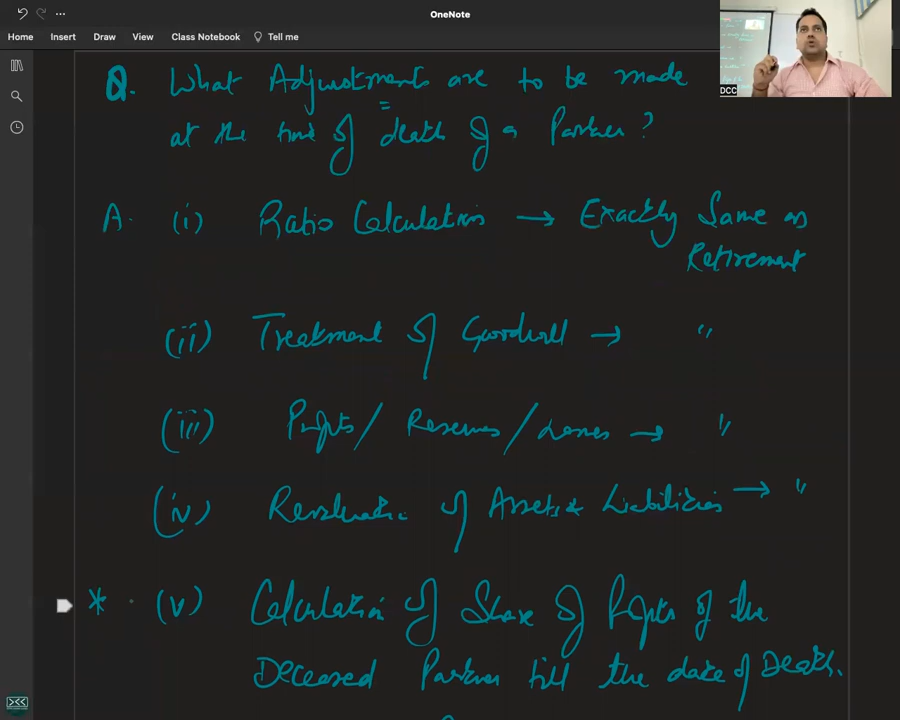 OneNote
Home Insert Draw View Class Notebook Tell me
DCC
Q. What Adjustments are to be made
at the time of death of a Partner?
A. (i) Ratio Calculation → Exactly Same as
Retirement
(ii) Treatment of Goodwill → "
(iii) Profits/ Reserves/ Losses → "
(iv) Revaluation of Assets & Liabilities → "
* (v) Calculation of Share of Profits of the
Deceased Partner till the date of Death.